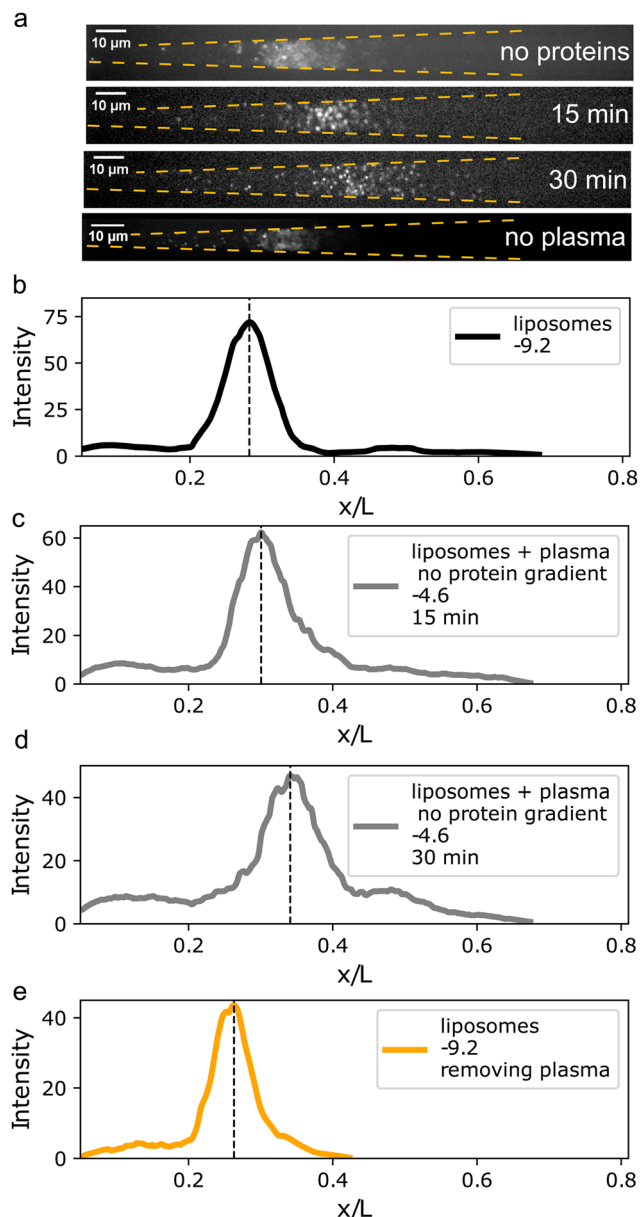 a
10 µm
no proteins
10 µm
15 min
10 µm
30 min
10 µm
no plasma
b
Intensity
75
50
25
0
liposomes
-9.2
0.2 0.4 0.6 0.8
x/L
c
Intensity
60
40
20
0
liposomes + plasma
no protein gradient
-4.6
15 min
0.2 0.4 0.6 0.8
x/L
d
Intensity
40
20
0
liposomes + plasma
no protein gradient
-4.6
30 min
0.2 0.4 0.6 0.8
x/L
e
Intensity
40
20
0
liposomes
-9.2
removing plasma
0.2 0.4 0.6 0.8
x/L